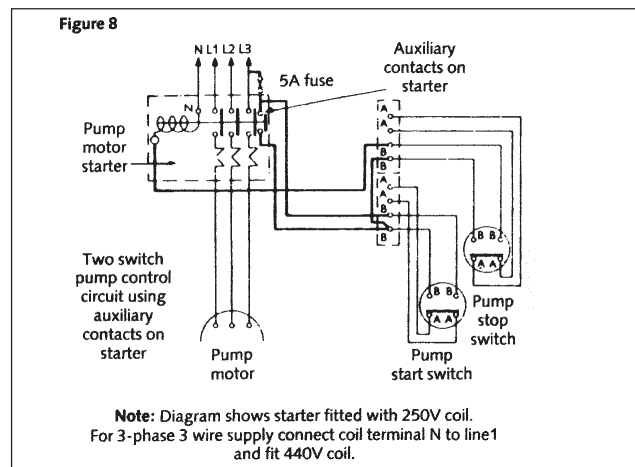 Figure 8
N L1 L2 L3
5A fuse
Auxiliary
contacts on
starter
N
Pump
motor
starter
A
A
B
B
A
A
B
B
B B
A A
B B
A A
Two switch
pump control
circuit using
auxiliary
contacts on
starter
Pump
motor
Pump
start switch
Pump
stop
switch
Note: Diagram shows starter fitted with 250V coil.
For 3-phase 3 wire supply connect coil terminal N to line1
and fit 440V coil.